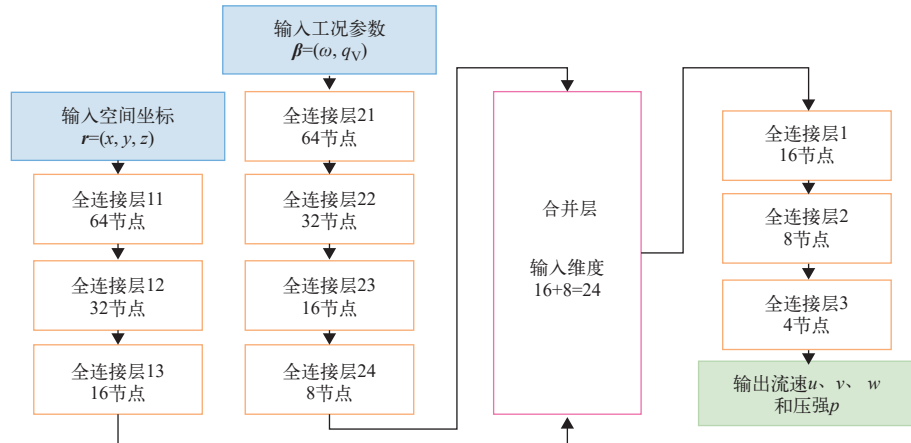 输入空间坐标
r=(x, y, z)
全连接层11
64节点
全连接层12
32节点
全连接层13
16节点
输入工况参数
β=(ω, qV)
全连接层21
64节点
全连接层22
32节点
全连接层23
16节点
全连接层24
8节点
合并层
输入维度
16+8=24
全连接层1
16节点
全连接层2
8节点
全连接层3
4节点
输出流速u、v、 w
和压强p